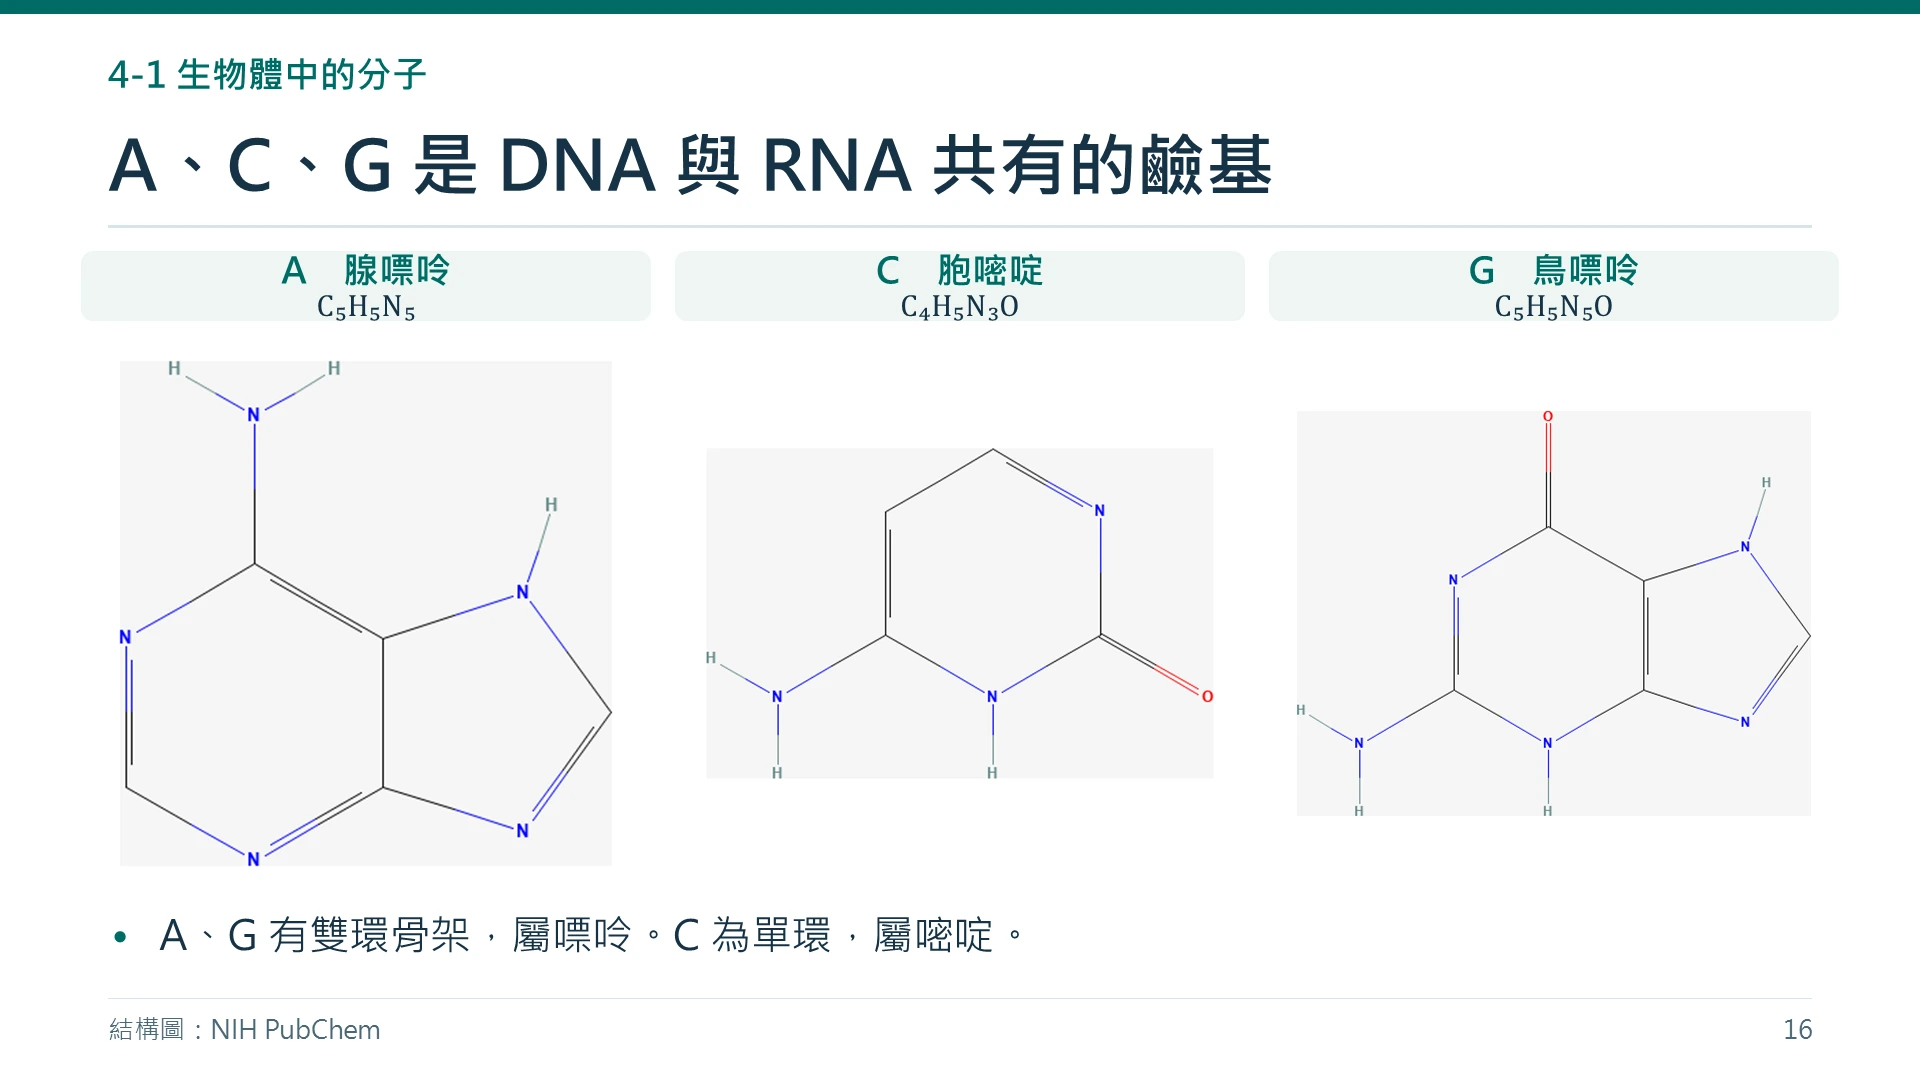 4-1 生物體中的分子
A、C、G 是 DNA 與 RNA 共有的鹼基
A 腺嘌呤
C₅H₅N₅
C 胞嘧啶
C₄H₅N₃O
G 鳥嘌呤
C₅H₅N₅O
H H
N
H
N
N
N
N
N
H
N
N
O
H
H
O
H
N
N
H
N
N
N
H
H
• A、G 有雙環骨架，屬嘌呤。C 為單環，屬嘧啶。
結構圖：NIH PubChem
16